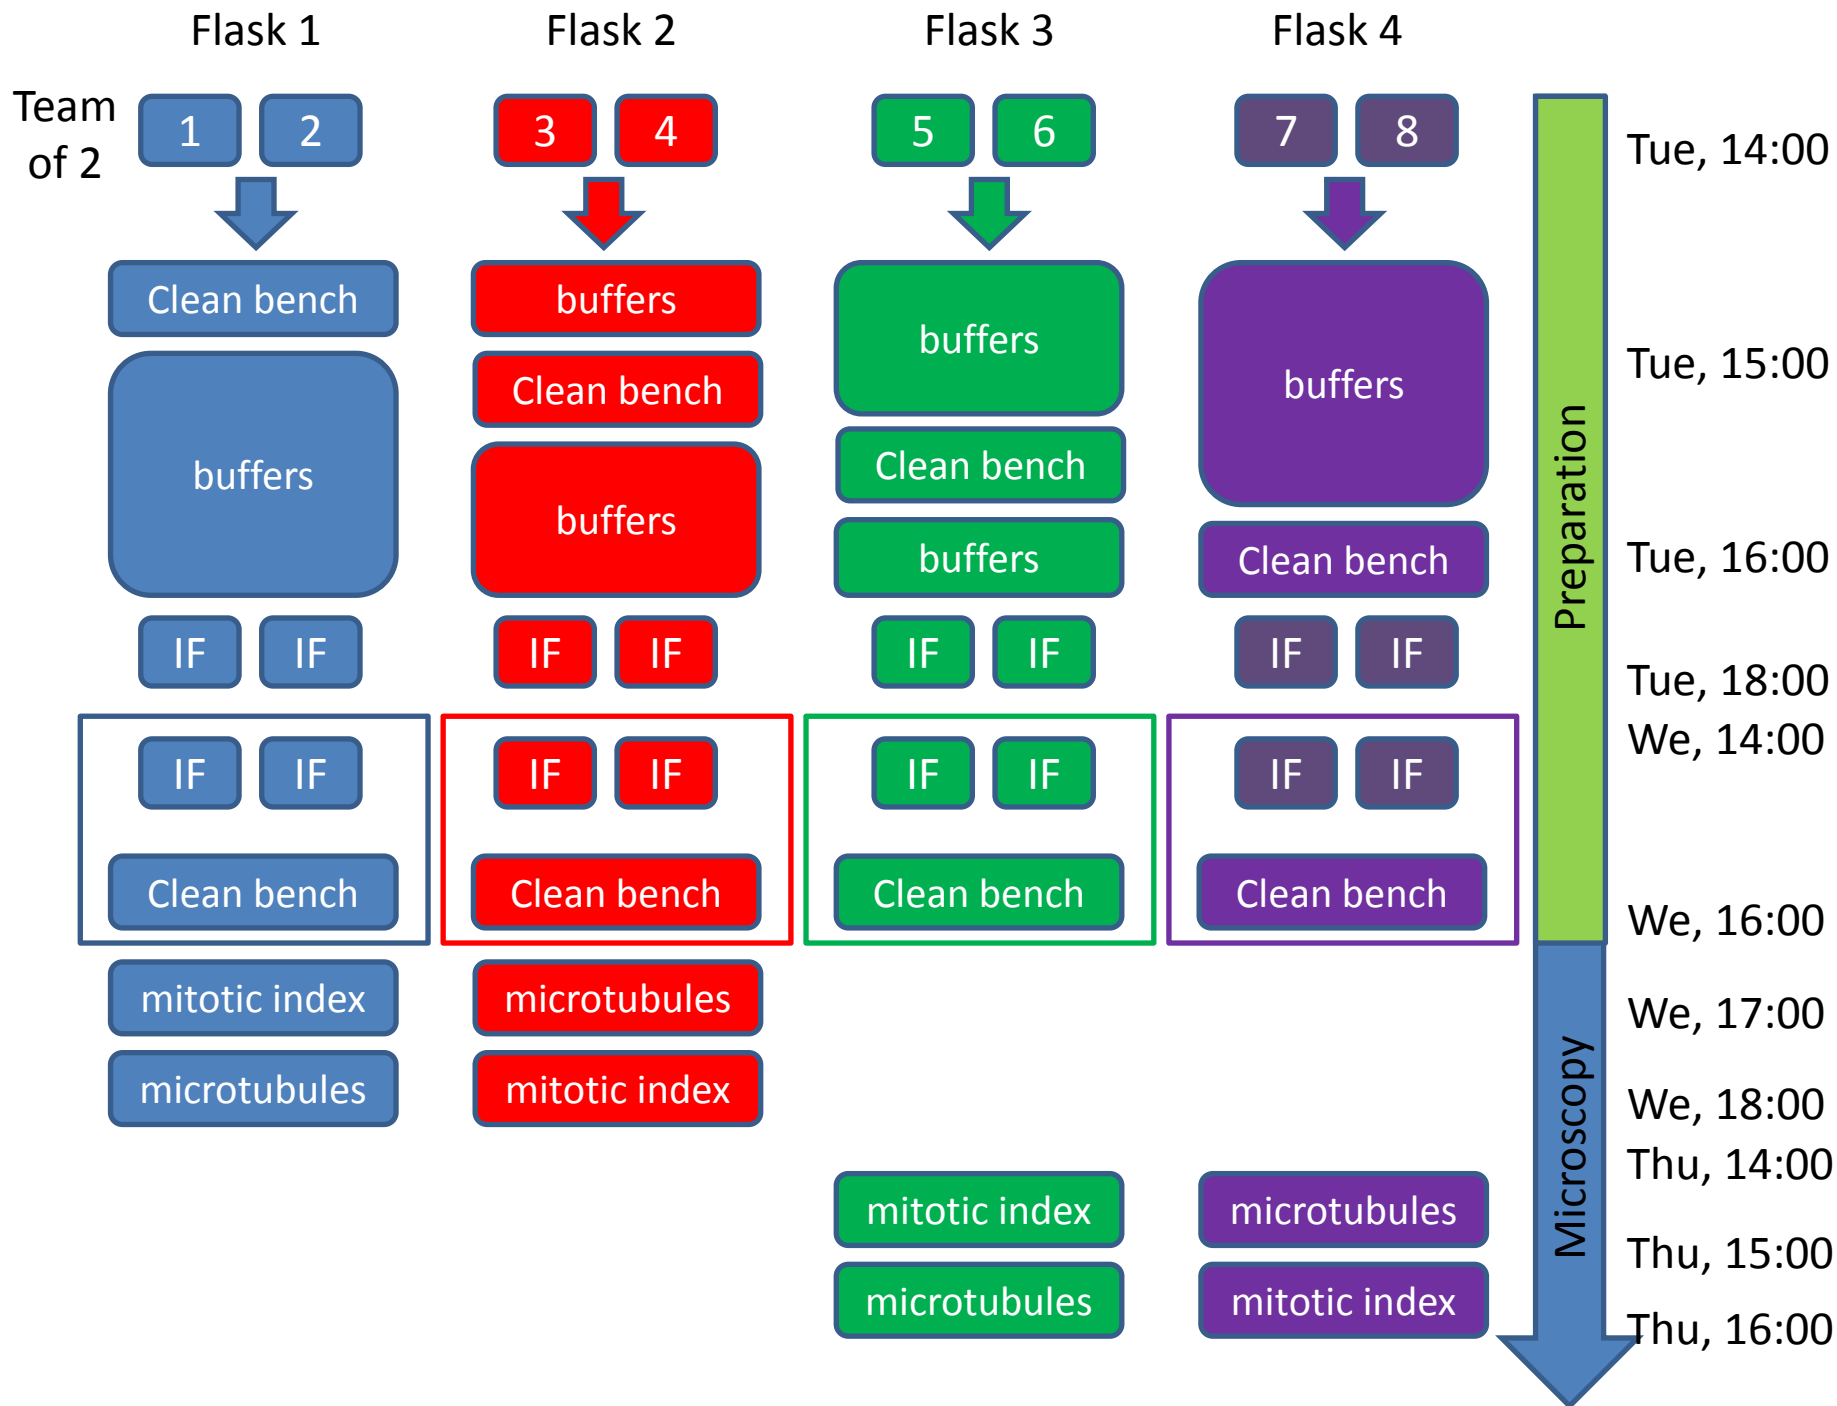 Flask 1 Flask 2 Flask 3 Flask 4
Team
of 2
1 2 3 4 5 6 7 8
Tue, 14:00
Clean bench buffers buffers buffers
Clean bench
buffers
Tue, 15:00
buffers
Clean bench
buffers
Clean bench
Tue, 16:00
Preparation
IF IF IF IF IF IF IF IF
Tue, 18:00
We, 14:00
IF IF IF IF IF IF IF IF
Clean bench Clean bench Clean bench Clean bench
We, 16:00
mitotic index microtubules
We, 17:00
microtubules mitotic index
We, 18:00
Microscopy
Thu, 14:00
mitotic index microtubules
Thu, 15:00
microtubules mitotic index
Thu, 16:00